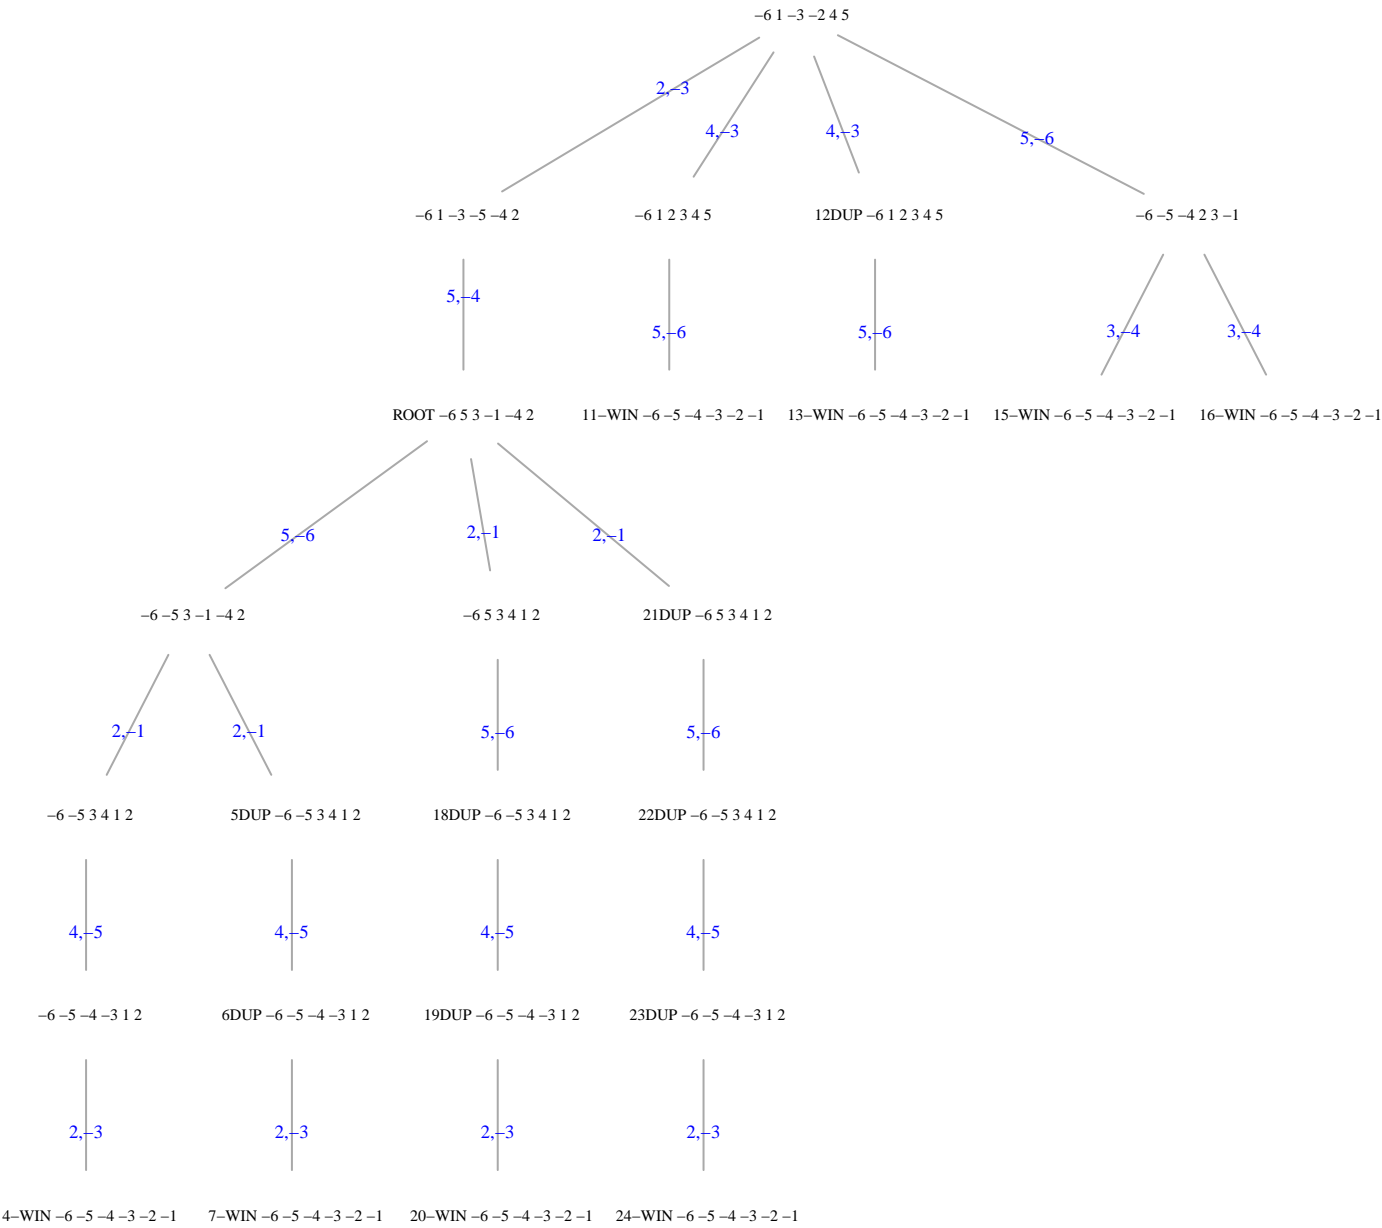 −6 1 −3 −2 4 5
2,−3
4,−3
4,−3
5,−6
−6 1 −3 −5 −4 2
−6 1 2 3 4 5
12DUP −6 1 2 3 4 5
−6 −5 −4 2 3 −1
5,−4
5,−6
5,−6
3,−4
3,−4
ROOT −6 5 3 −1 −4 2
11−WIN −6 −5 −4 −3 −2 −1
13−WIN −6 −5 −4 −3 −2 −1
15−WIN −6 −5 −4 −3 −2 −1
16−WIN −6 −5 −4 −3 −2 −1
5,−6
2,−1
2,−1
−6 −5 3 −1 −4 2
−6 5 3 4 1 2
21DUP −6 5 3 4 1 2
2,−1
2,−1
5,−6
5,−6
−6 −5 3 4 1 2
5DUP −6 −5 3 4 1 2
18DUP −6 −5 3 4 1 2
22DUP −6 −5 3 4 1 2
4,−5
4,−5
4,−5
4,−5
−6 −5 −4 −3 1 2
6DUP −6 −5 −4 −3 1 2
19DUP −6 −5 −4 −3 1 2
23DUP −6 −5 −4 −3 1 2
2,−3
2,−3
2,−3
2,−3
4−WIN −6 −5 −4 −3 −2 −1
7−WIN −6 −5 −4 −3 −2 −1
20−WIN −6 −5 −4 −3 −2 −1
24−WIN −6 −5 −4 −3 −2 −1